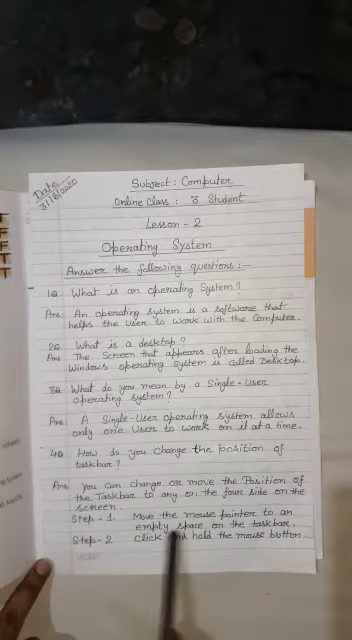 Date
31/8/2020
Subject: Computer
Online Class: 3 Student
Lesson - 2
Operating System
Answer the following questions:-
1Q. What is an operating System?
Ans. An operating system is a software that
helps the user to work with the Computer.
2Q. What is a desktop?
Ans. The Screen that appears after loading the
Windows operating System is called Desktop.
3Q. What do you mean by a Single-User
operating system?
Ans. A Single-User operating System allows
only one User to work on it at a time.
4Q. How do you change the position of
taskbar?
Ans. You can change or move the Position of
the Taskbar to any on the four side on the
screen.
Step - 1. Move the mouse pointer to an
empty space on the taskbar.
Step - 2 click and hold the mouse button.
F
F
F
T
T